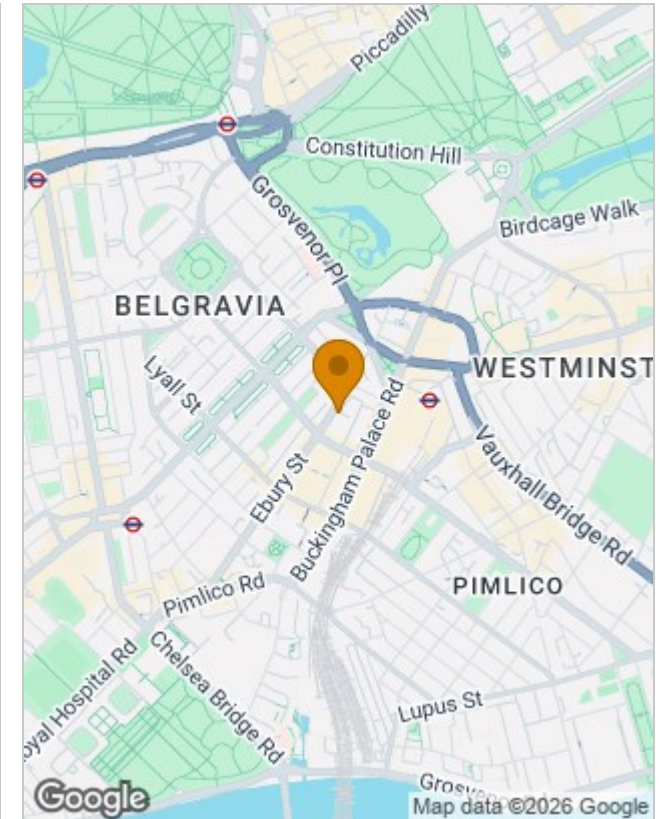 Piccadilly
Constitution Hill
Grosvenor Pl
Birdcage Walk
BELGRAVIA
WESTMINST
Lyall St
Buckingham Palace Rd
Ebury St
Vauxhall Bridge Rd
PIMLICO
Pimlico Rd
oyal Hospital Rd
Chelsea Bridge Rd
Lupus St
Grosvenor
Google
Map data ©2026 Google